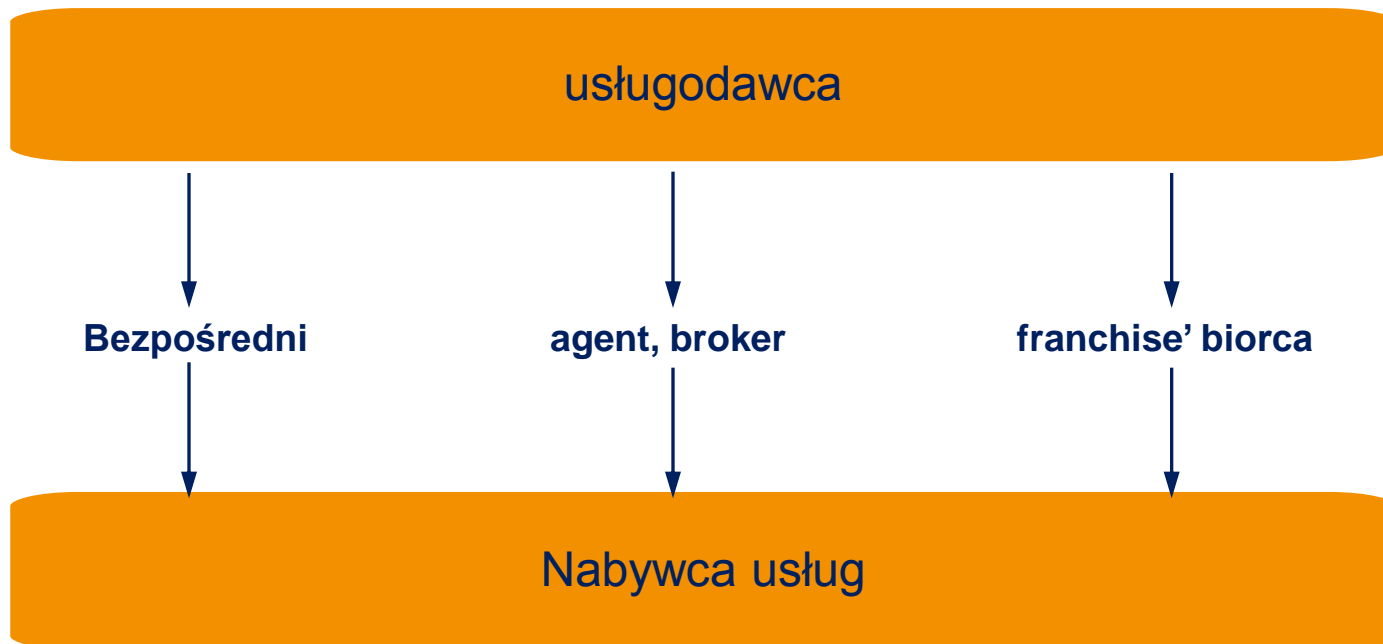 usługodawca
Bezpośredni
agent, broker
franchise’ biorca
Nabywca usług